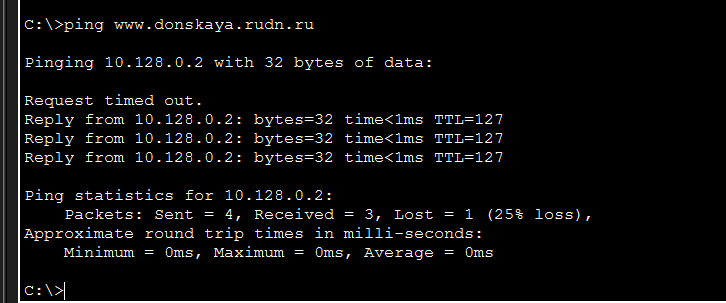 C:\>ping www.donskaya.rudn.ru
Pinging 10.128.0.2 with 32 bytes of data:
Request timed out.
Reply from 10.128.0.2: bytes=32 time<1ms TTL=127
Reply from 10.128.0.2: bytes=32 time<1ms TTL=127
Reply from 10.128.0.2: bytes=32 time<1ms TTL=127
Ping statistics for 10.128.0.2:
    Packets: Sent = 4, Received = 3, Lost = 1 (25% loss),
Approximate round trip times in milli-seconds:
    Minimum = 0ms, Maximum = 0ms, Average = 0ms
C:\>